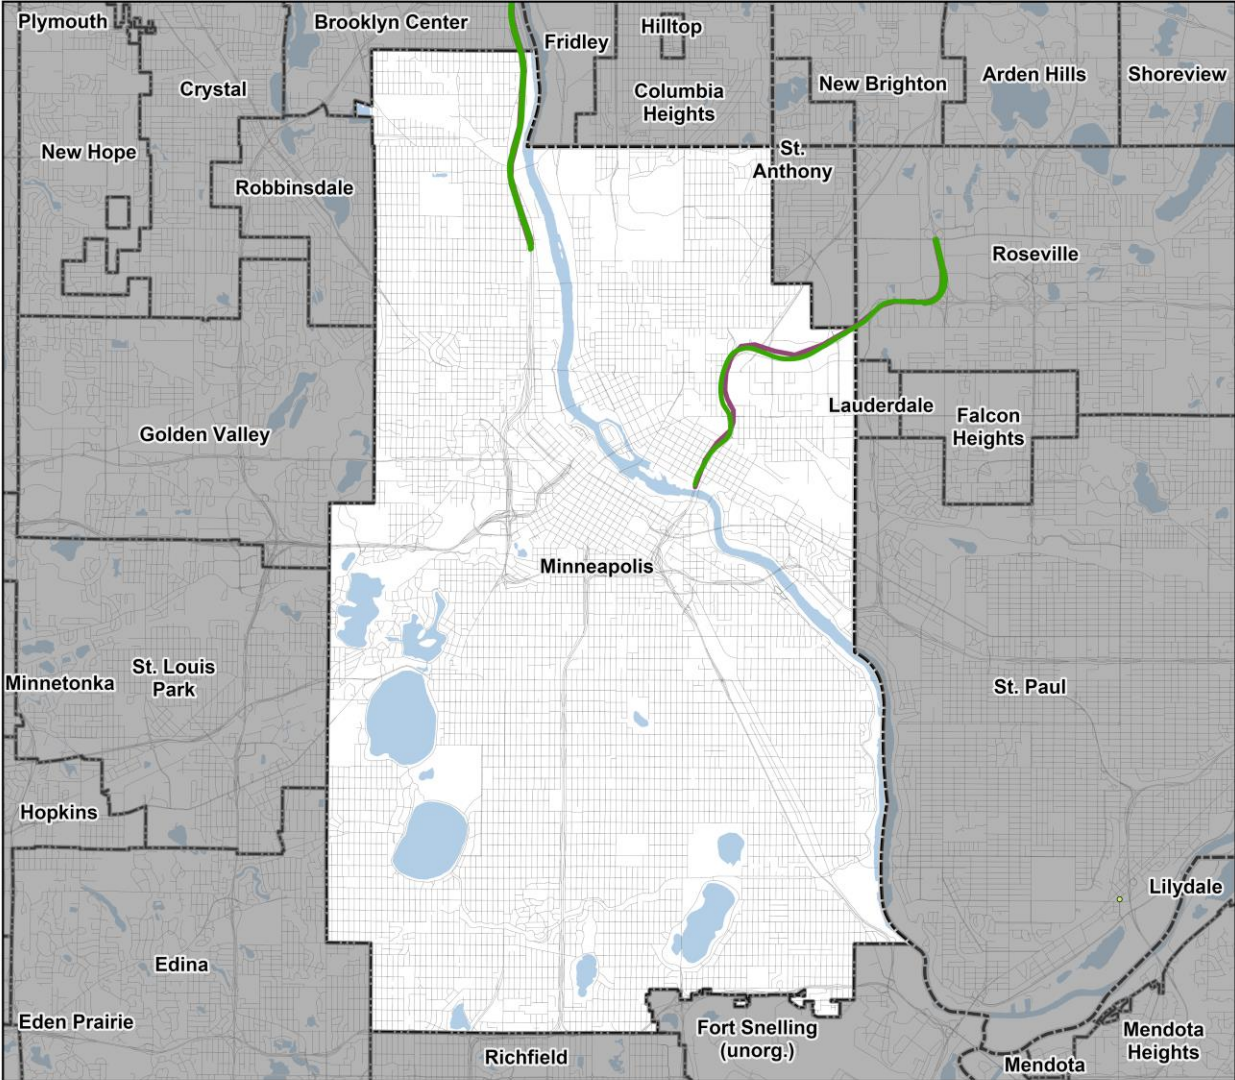 Plymouth
Brooklyn Center
Hilltop
Fridley
Crystal
Columbia
Heights
New Brighton
Arden Hills
Shoreview
New Hope
Robbinsdale
St.
Anthony
Roseville
Golden Valley
Lauderdale
Falcon
Heights
Minneapolis
St. Louis
Park
Minnetonka
St. Paul
Hopkins
Lilydale
Edina
Eden Prairie
Fort Snelling
(unorg.)
Richfield
Mendota
Heights
Mendota